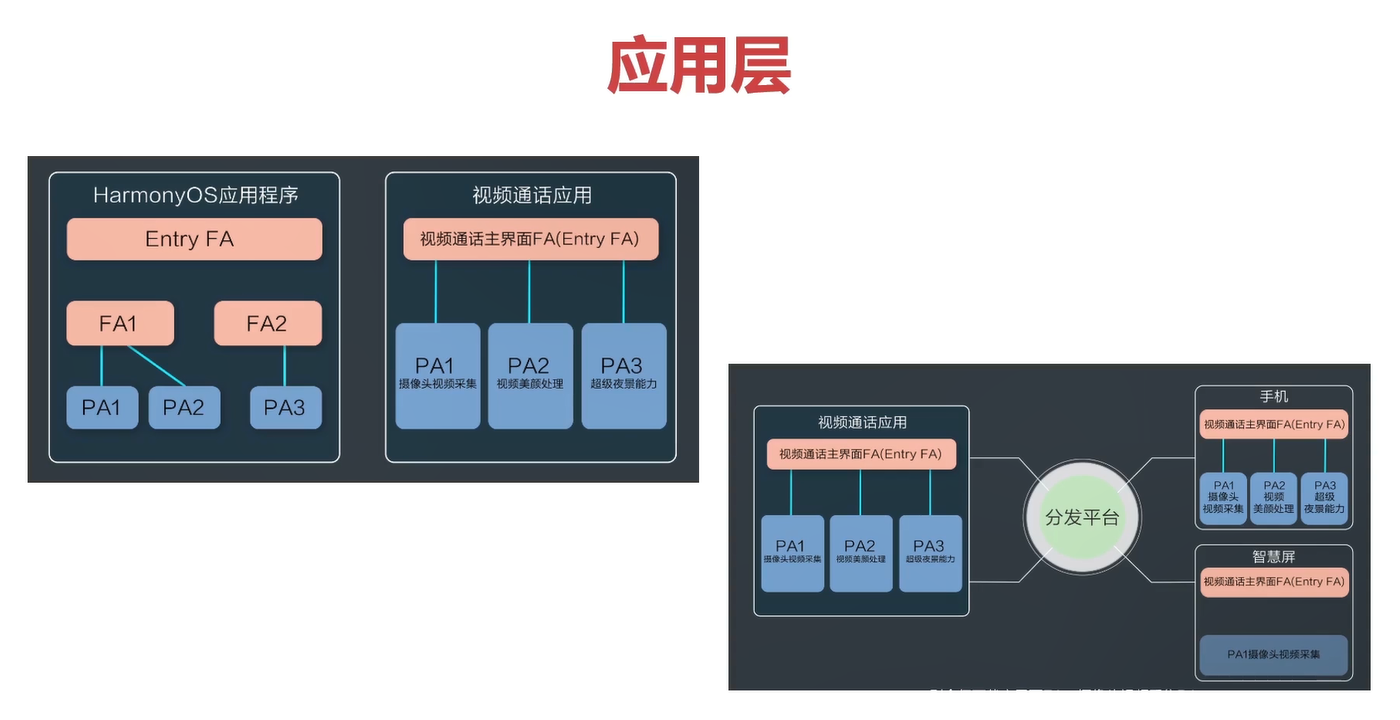 应用层
HarmonyOS应用程序
Entry FA
FA1
FA2
PA1
PA2
PA3
视频通话应用
视频通话主界面FA(Entry FA)
PA1
摄像头视频采集
PA2
视频美颜处理
PA3
超级夜景能力
视频通话应用
视频通话主界面FA(Entry FA)
PA1
摄像头视频采集
PA2
视频美颜处理
PA3
超级夜景能力
分发平台
手机
视频通话主界面FA(Entry FA)
PA1
摄像头
视频采集
PA2
视频
美颜处理
PA3
超级
夜景能力
智慧屏
视频通话主界面FA(Entry FA)
PA1摄像头视频采集